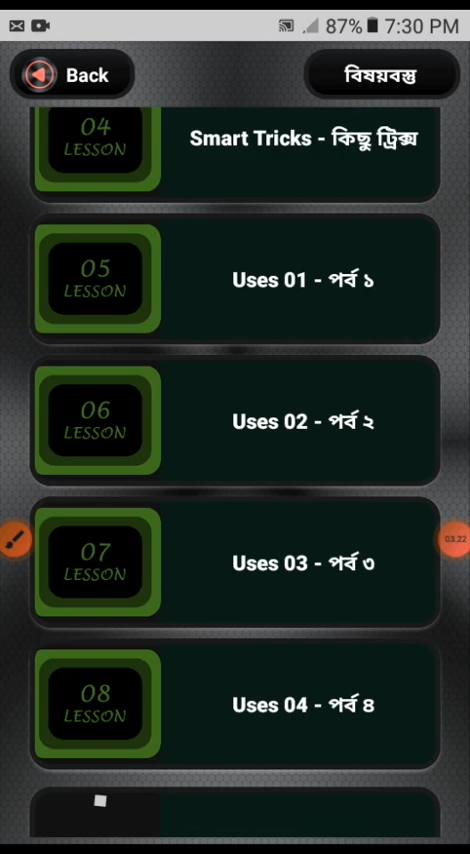 87% 7:30 PM
Back
বিষয়বস্তু
04
LESSON
Smart Tricks - কিছু ট্রিক্স
05
LESSON
Uses 01 - পর্ব ১
06
LESSON
Uses 02 - পর্ব ২
07
LESSON
Uses 03 - পর্ব ৩
03:22
08
LESSON
Uses 04 - পর্ব ৪